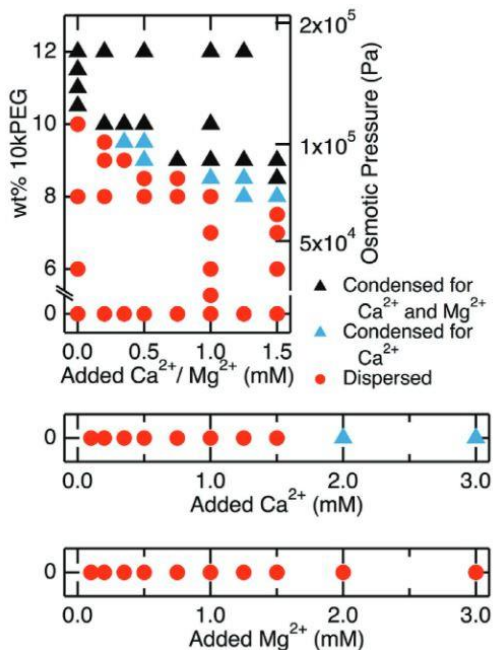 12
10
8
6
0
wt% 10kPEG
2x10⁵
1x10⁵
5x10⁴
Osmotic Pressure (Pa)
0.0 0.5 1.0 1.5
Added Ca²⁺/ Mg²⁺ (mM)
Condensed for
Ca²⁺ and Mg²⁺
Condensed for
Ca²⁺
Dispersed
0
0.0 1.0 2.0 3.0
Added Ca²⁺ (mM)
0
0.0 1.0 2.0 3.0
Added Mg²⁺ (mM)